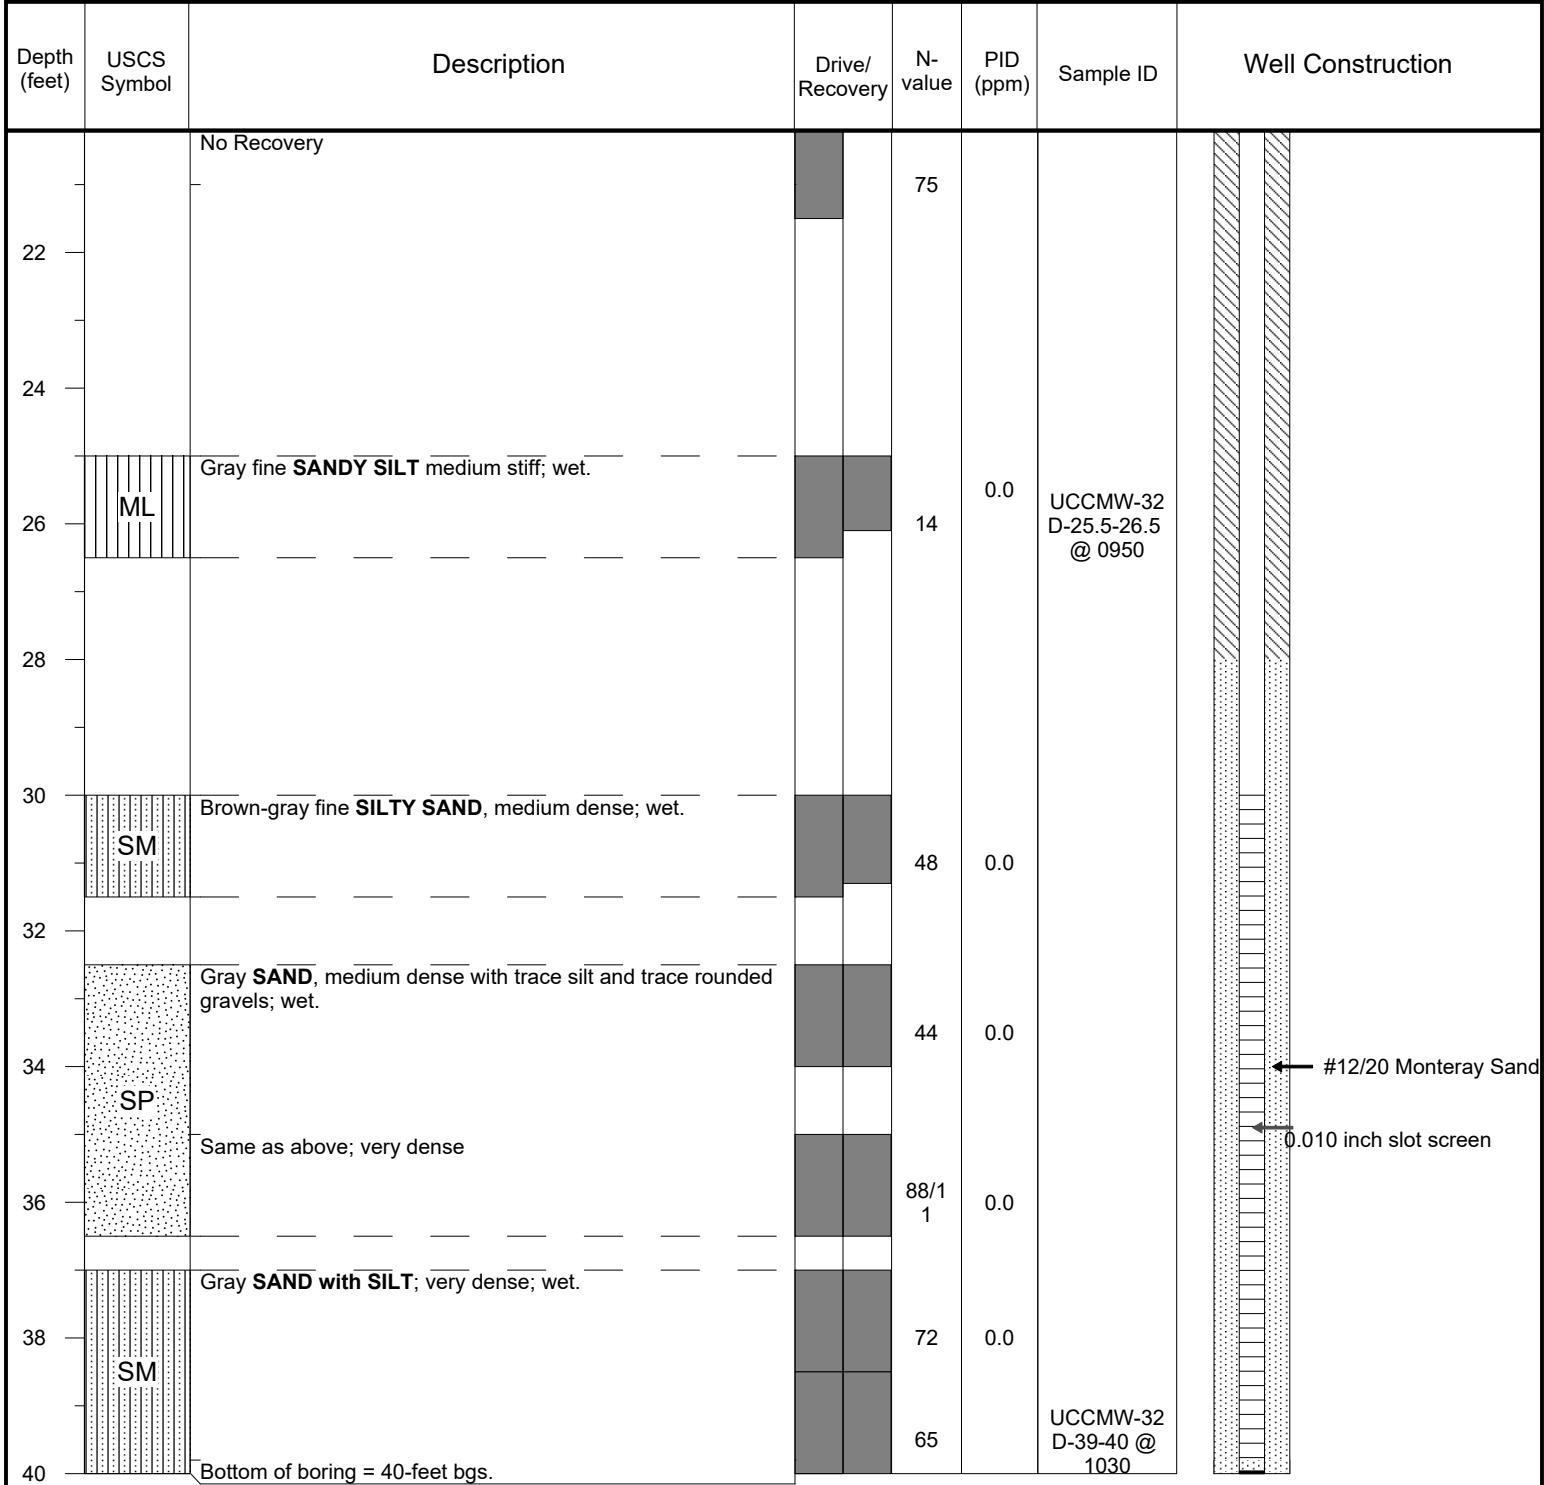 Depth
(feet)
USCS
Symbol
Description
Drive/
Recovery
N-
value
PID
(ppm)
Sample ID
Well Construction
No Recovery
75
22
24
Gray fine SANDY SILT medium stiff; wet.
ML
0.0
14
UCCMW-32
D-25.5-26.5
@ 0950
26
28
30
Brown-gray fine SILTY SAND, medium dense; wet.
SM
48
0.0
32
Gray SAND, medium dense with trace silt and trace rounded
gravels; wet.
44
0.0
34
#12/20 Monteray Sand
SP
Same as above; very dense
0.010 inch slot screen
88/1
1
0.0
36
Gray SAND with SILT; very dense; wet.
38
72
0.0
SM
65
UCCMW-32
D-39-40 @
1030
40
Bottom of boring = 40-feet bgs.